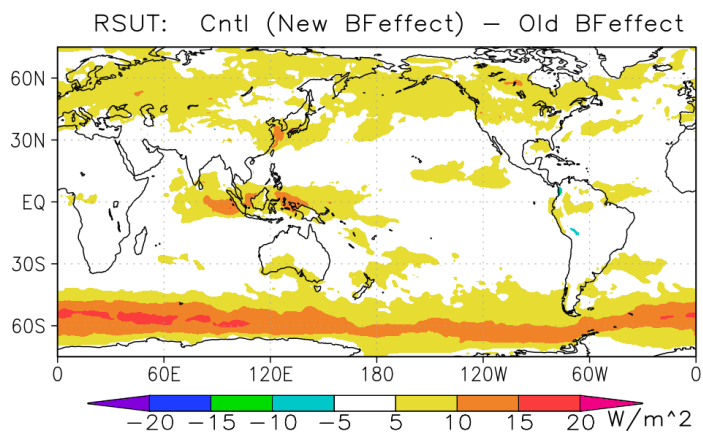 RSUT: Cntl (New BFeffect) – Old BFeffect
60N
30N
EQ
30S
60S
0 60E 120E 180 120W 60W 0
−20 −15 −10 −5 5 10 15 20 W/m^2